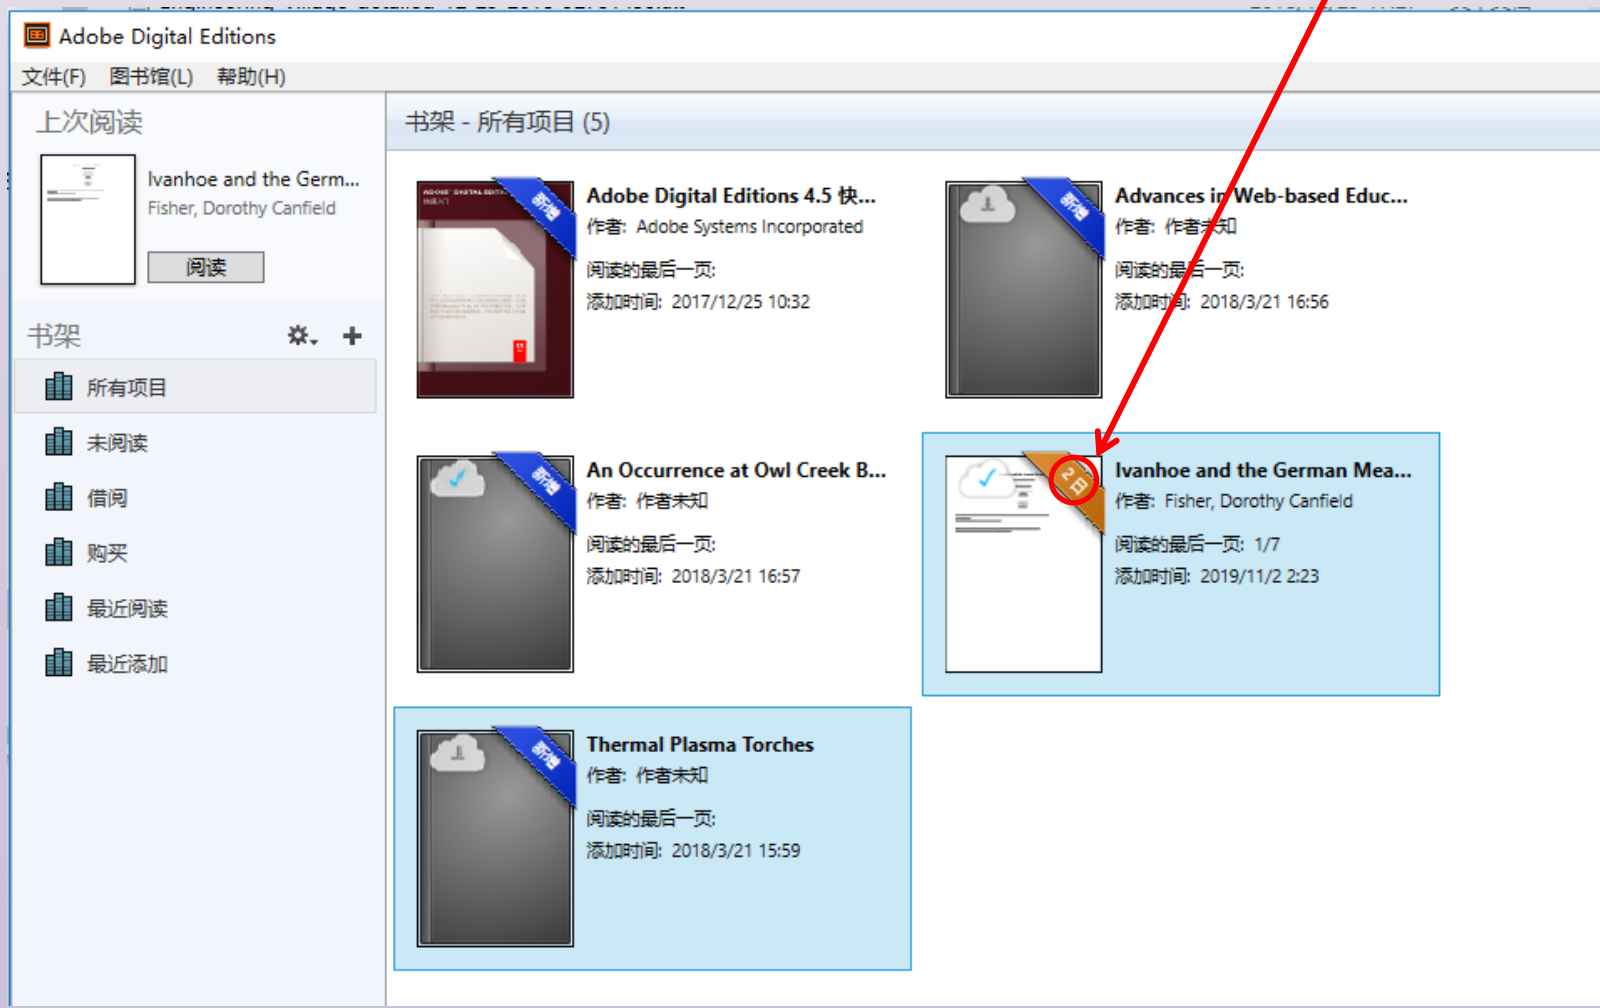 Adobe Digital Editions
文件(F) 图书馆(L) 帮助(H)
上次阅读
Ivanhoe and the Germ...
Fisher, Dorothy Canfield
阅读
书架
所有项目
未阅读
借阅
购买
最近阅读
最近添加
书架 - 所有项目 (5)
新增
Adobe Digital Editions 4.5 快...
作者: Adobe Systems Incorporated
阅读的最后一页:
添加时间: 2017/12/25 10:32
新增
Advances in Web-based Educ...
作者: 作者未知
阅读的最后一页:
添加时间: 2018/3/21 16:56
新增
An Occurrence at Owl Creek B...
作者: 作者未知
阅读的最后一页:
添加时间: 2018/3/21 16:57
2 日
Ivanhoe and the German Mea...
作者: Fisher, Dorothy Canfield
阅读的最后一页: 1/7
添加时间: 2019/11/2 2:23
新增
Thermal Plasma Torches
作者: 作者未知
阅读的最后一页:
添加时间: 2018/3/21 15:59